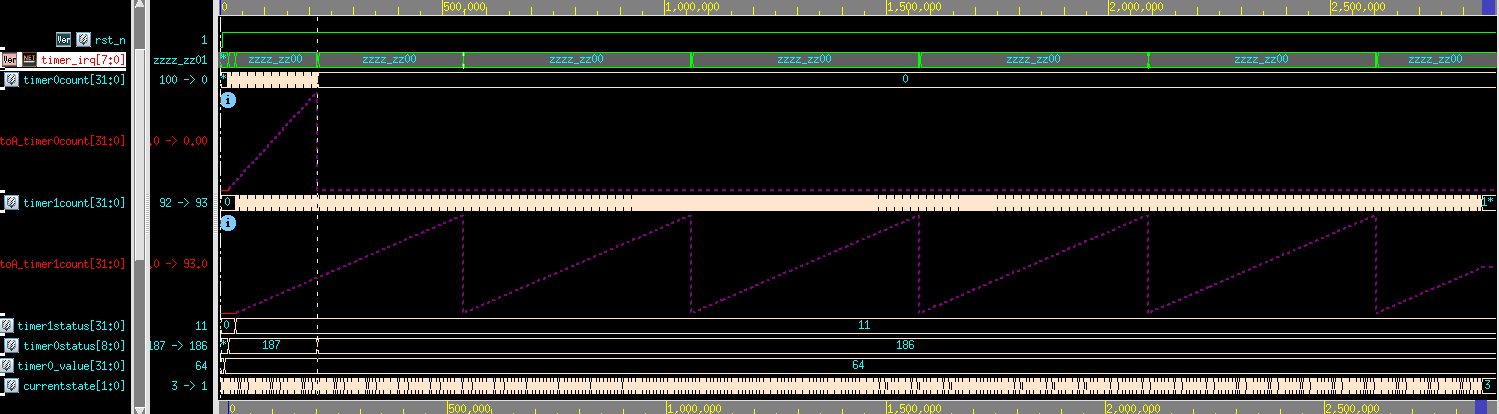 0 500,000 1,000,000 1,500,000 2,000,000 2,500,000
Ver rst_n 1
Ver NET timer_irq[7:0] zzzz_zz01 * zzzz_zz00 zzzz_zz00 zzzz_zz00 zzzz_zz00 zzzz_zz00 zzzz_zz00 zzzz_zz00
timer0count[31:0] 100 -> 0 * 0
i
toA_timer0count[31:0] .0 -> 0.00
timer1count[31:0] 92 -> 93 0 1*
i
toA_timer1count[31:0] .0 -> 93.0
timer1status[31:0] 11 0 11
timer0status[8:0] 187 -> 186 * 187 186
timer0_value[31:0] 64 64
currentstate[1:0] 3 -> 1 3
0 500,000 1,000,000 1,500,000 2,000,000 2,500,000